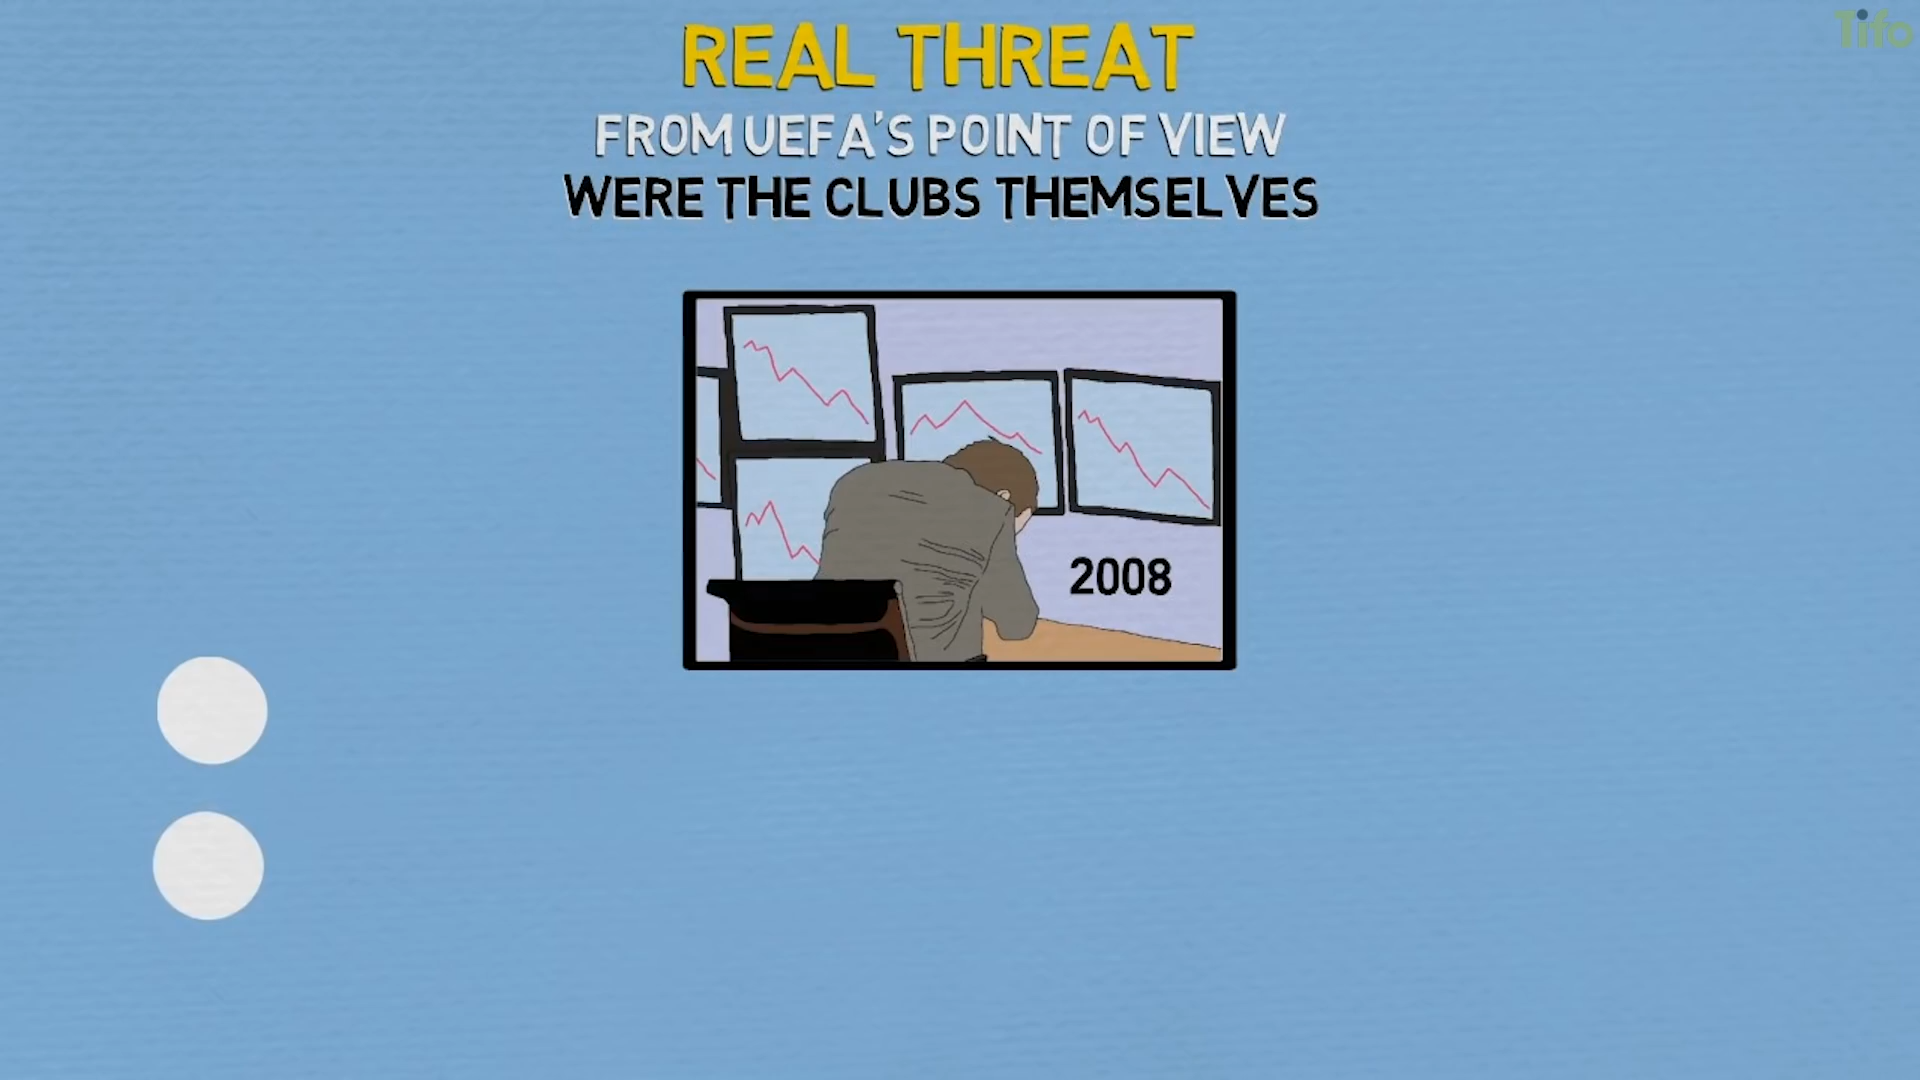 Tifo
REAL THREAT
FROM UEFA'S POINT OF VIEW
WERE THE CLUBS THEMSELVES
2008